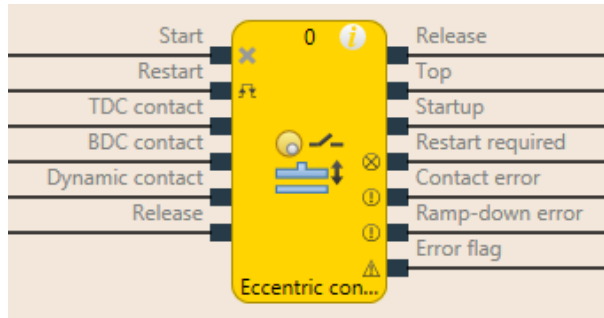 Start
0
i
Release
Restart
Top
TDC contact
Startup
BDC contact
Restart required
Dynamic contact
Contact error
Release
Ramp-down error
Error flag
Eccentric con...